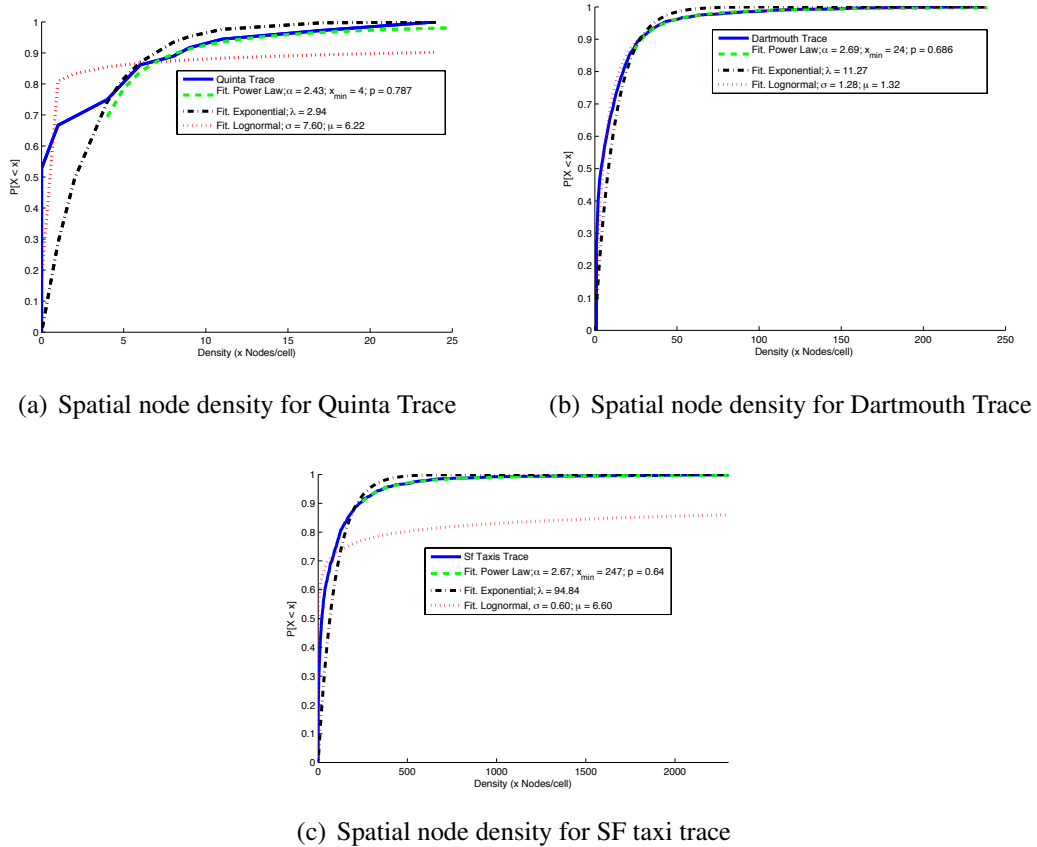 1
0.9
0.8
0.7
0.6
0.5
0.4
0.3
0.2
0.1
0
P[X < x]
Quinta Trace
Fit. Power Law;α = 2.43; x_min = 4; p = 0.787
Fit. Exponential; λ = 2.94
Fit. Lognormal; σ = 7.60; μ = 6.22
0 5 10 15 20 25
Density (x Nodes/cell)
(a) Spatial node density for Quinta Trace
1
0.9
0.8
0.7
0.6
0.5
0.4
0.3
0.2
0.1
0
P[X < x]
Dartmouth Trace
Fit. Power Law;α = 2.69; x_min = 24; p = 0.686
Fit. Exponential; λ = 11.27
Fit. Lognormal; σ = 1.28; μ = 1.32
0 50 100 150 200 250
Density (x Nodes/cell)
(b) Spatial node density for Dartmouth Trace
1
0.9
0.8
0.7
0.6
0.5
0.4
0.3
0.2
0.1
0
P[X < x]
Sf Taxis Trace
Fit. Power Law;α = 2.67; x_min = 247; p = 0.64
Fit. Exponential; λ = 94.84
Fit. Lognormal, σ = 0.60; μ = 6.60
0 500 1000 1500 2000
Density (x Nodes/cell)
(c) Spatial node density for SF taxi trace